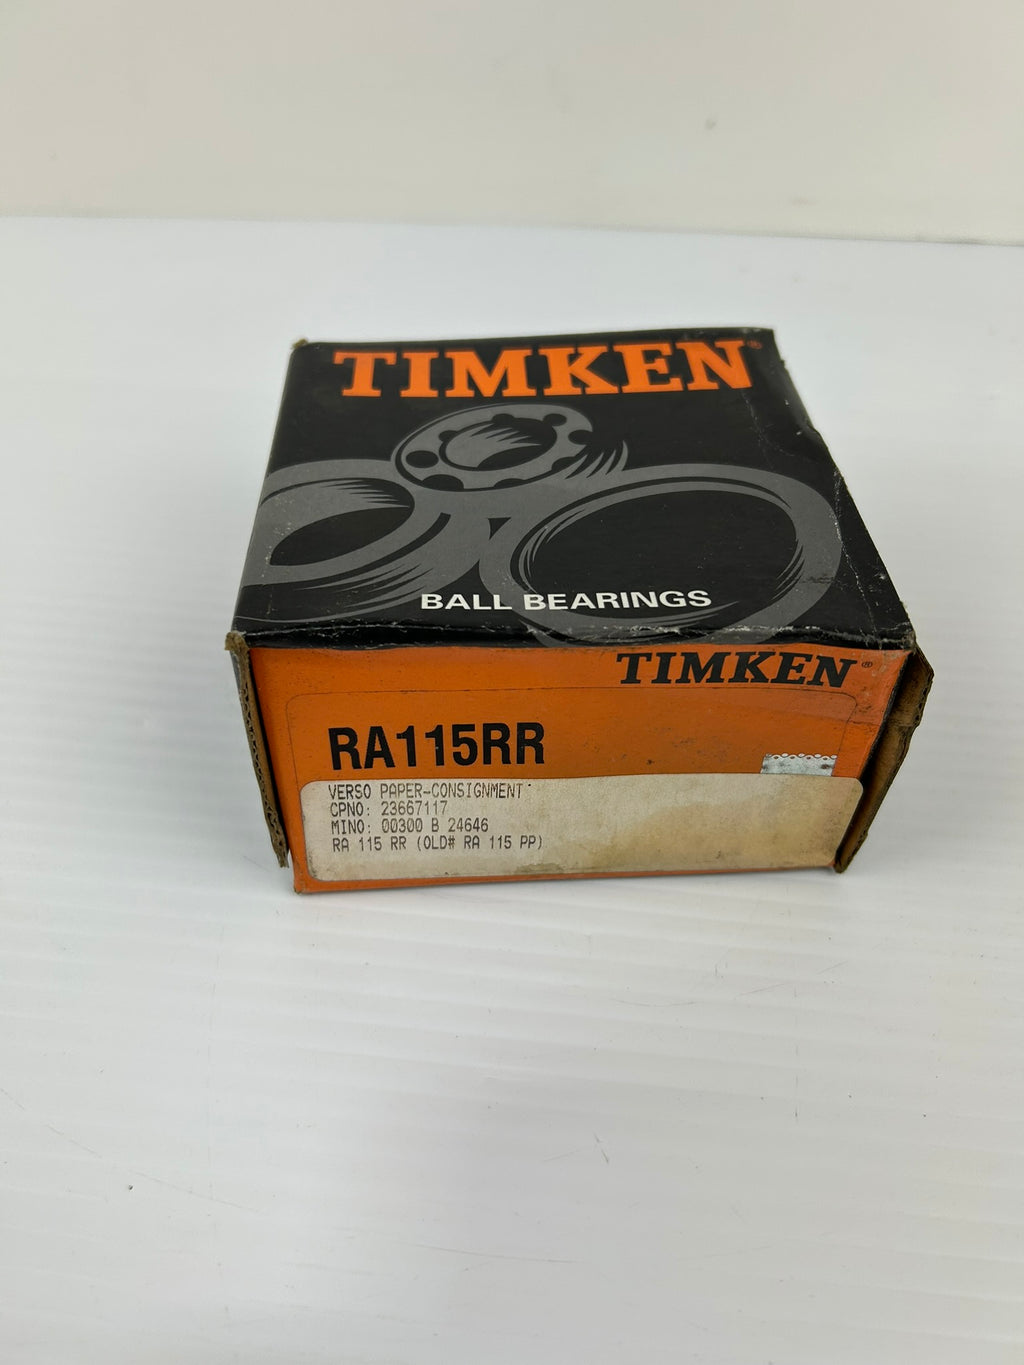 TIMKEN®
BALL BEARINGS
TIMKEN®
RA115RR
VERSO PAPER-CONSIGNMENT
CPNO: 23667117
MINO: 00300 B 24646
RA 115 RR (OLD# RA 115 PP)